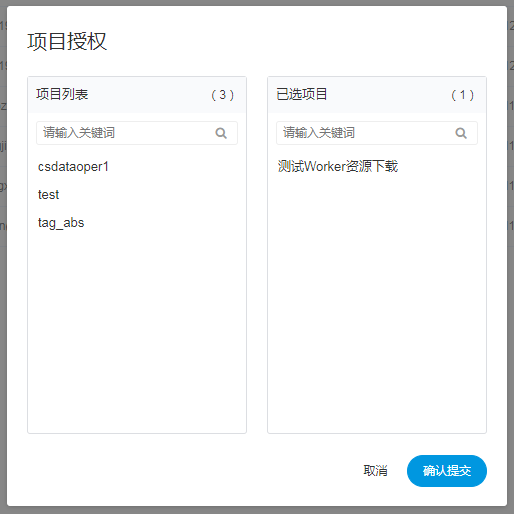 项目授权
项目列表 ( 3 )
请输入关键词
csdataoper1
test
tag_abs
已选项目 ( 1 )
请输入关键词
测试Worker资源下载
取消 确认提交